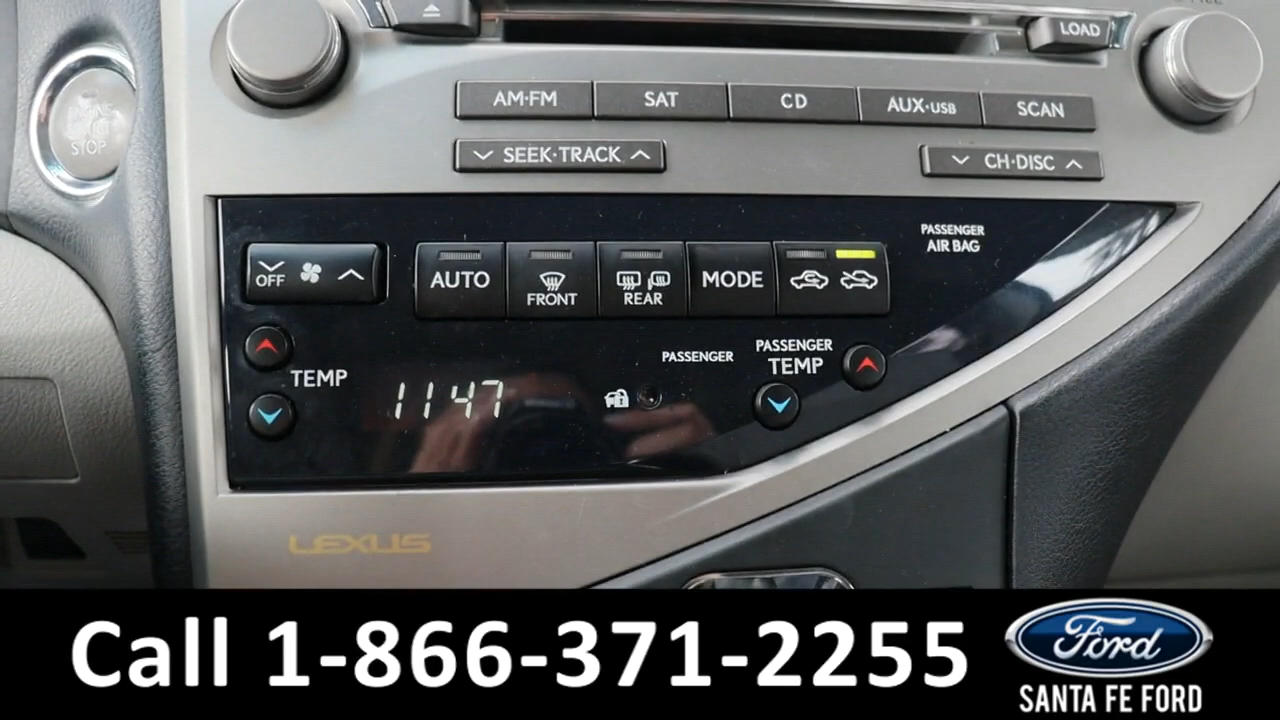 LOAD
AM·FM SAT CD AUX·USB SCAN
SEEK·TRACK CH·DISC
STOP
PASSENGER
AIR BAG
OFF AUTO FRONT REAR MODE
TEMP
PASSENGER
PASSENGER
TEMP
1147
LEXUS
Call 1-866-371-2255
Ford
SANTA FE FORD